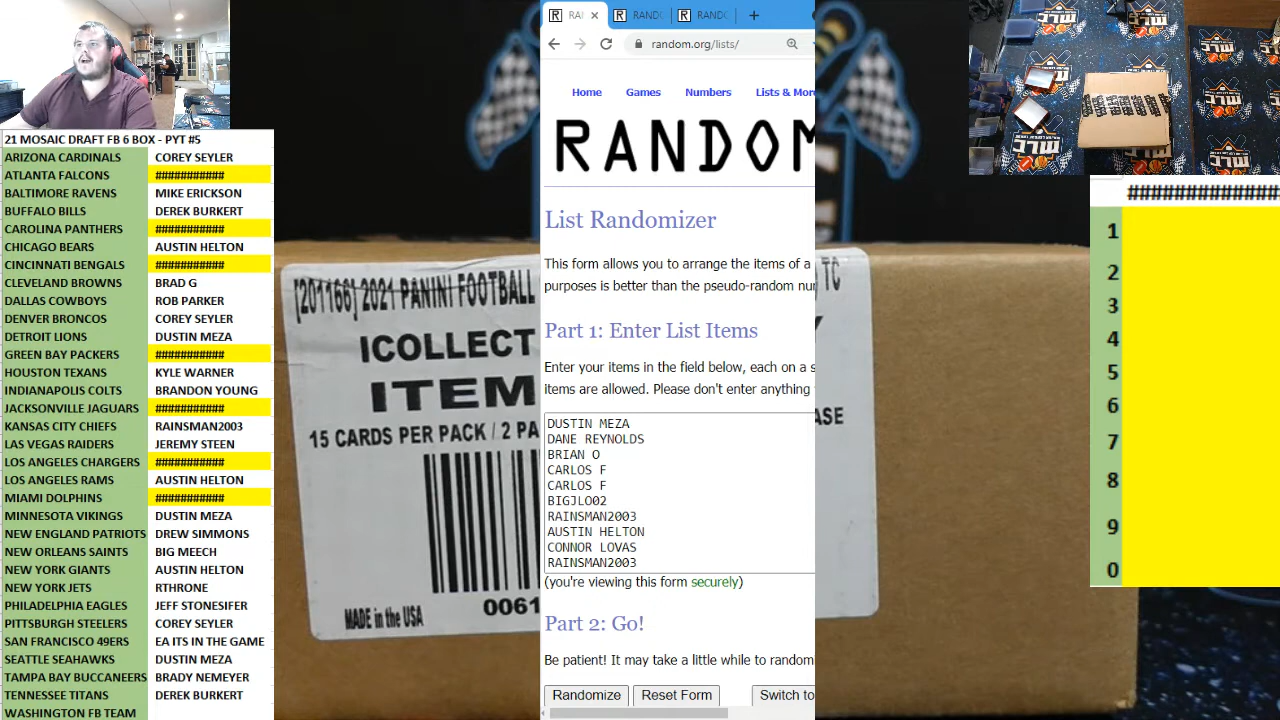 21 MOSAIC DRAFT FB 6 BOX - PYT #5
ARIZONA CARDINALS COREY SEYLER
ATLANTA FALCONS ###########
BALTIMORE RAVENS MIKE ERICKSON
BUFFALO BILLS DEREK BURKERT
CAROLINA PANTHERS ###########
CHICAGO BEARS AUSTIN HELTON
CINCINNATI BENGALS ###########
CLEVELAND BROWNS BRAD G
DALLAS COWBOYS ROB PARKER
DENVER BRONCOS COREY SEYLER
DETROIT LIONS DUSTIN MEZA
GREEN BAY PACKERS ###########
HOUSTON TEXANS KYLE WARNER
INDIANAPOLIS COLTS BRANDON YOUNG
JACKSONVILLE JAGUARS ###########
KANSAS CITY CHIEFS RAINSMAN2003
LAS VEGAS RAIDERS JEREMY STEEN
LOS ANGELES CHARGERS ###########
LOS ANGELES RAMS AUSTIN HELTON
MIAMI DOLPHINS ###########
MINNESOTA VIKINGS DUSTIN MEZA
NEW ENGLAND PATRIOTS DREW SIMMONS
NEW ORLEANS SAINTS BIG MEECH
NEW YORK GIANTS AUSTIN HELTON
NEW YORK JETS RTHRONE
PHILADELPHIA EAGLES JEFF STONESIFER
PITTSBURGH STEELERS COREY SEYLER
SAN FRANCISCO 49ERS EA ITS IN THE GAME
SEATTLE SEAHAWKS DUSTIN MEZA
TAMPA BAY BUCCANEERS BRADY NEMEYER
TENNESSEE TITANS DEREK BURKERT
WASHINGTON FB TEAM
[201166] 2021 PANINI FOOTBALL
ICOLLECT
ITEM
15 CARDS PER PACK / 2 PA
MADE in the USA 0061
RAND
RANDO
random.org/lists/
Home Games Numbers Lists & More
RANDOM
List Randomizer
This form allows you to arrange the items of a
purposes is better than the pseudo-random nu
Part 1: Enter List Items
Enter your items in the field below, each on a s
items are allowed. Please don't enter anything
DUSTIN MEZA
DANE REYNOLDS
BRIAN O
CARLOS F
CARLOS F
BIGJLO02
RAINSMAN2003
AUSTIN HELTON
CONNOR LOVAS
RAINSMAN2003
(you're viewing this form securely)
Part 2: Go!
Be patient! It may take a little while to random
Randomize Reset Form Switch to
TC
Y
ASE
1
2
3
4
5
6
7
8
9
0